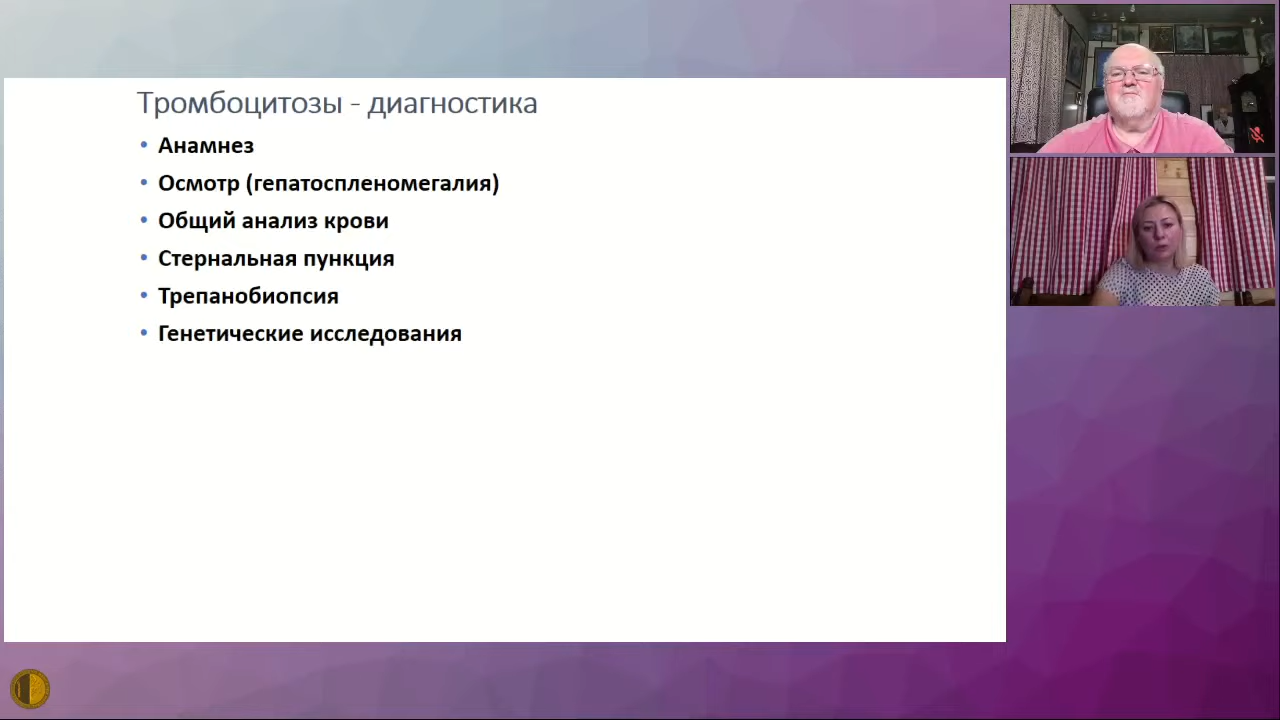 Тромбоцитозы - диагностика
• Анамнез
• Осмотр (гепатоспленомегалия)
• Общий анализ крови
• Стернальная пункция
• Трепанобиопсия
• Генетические исследования